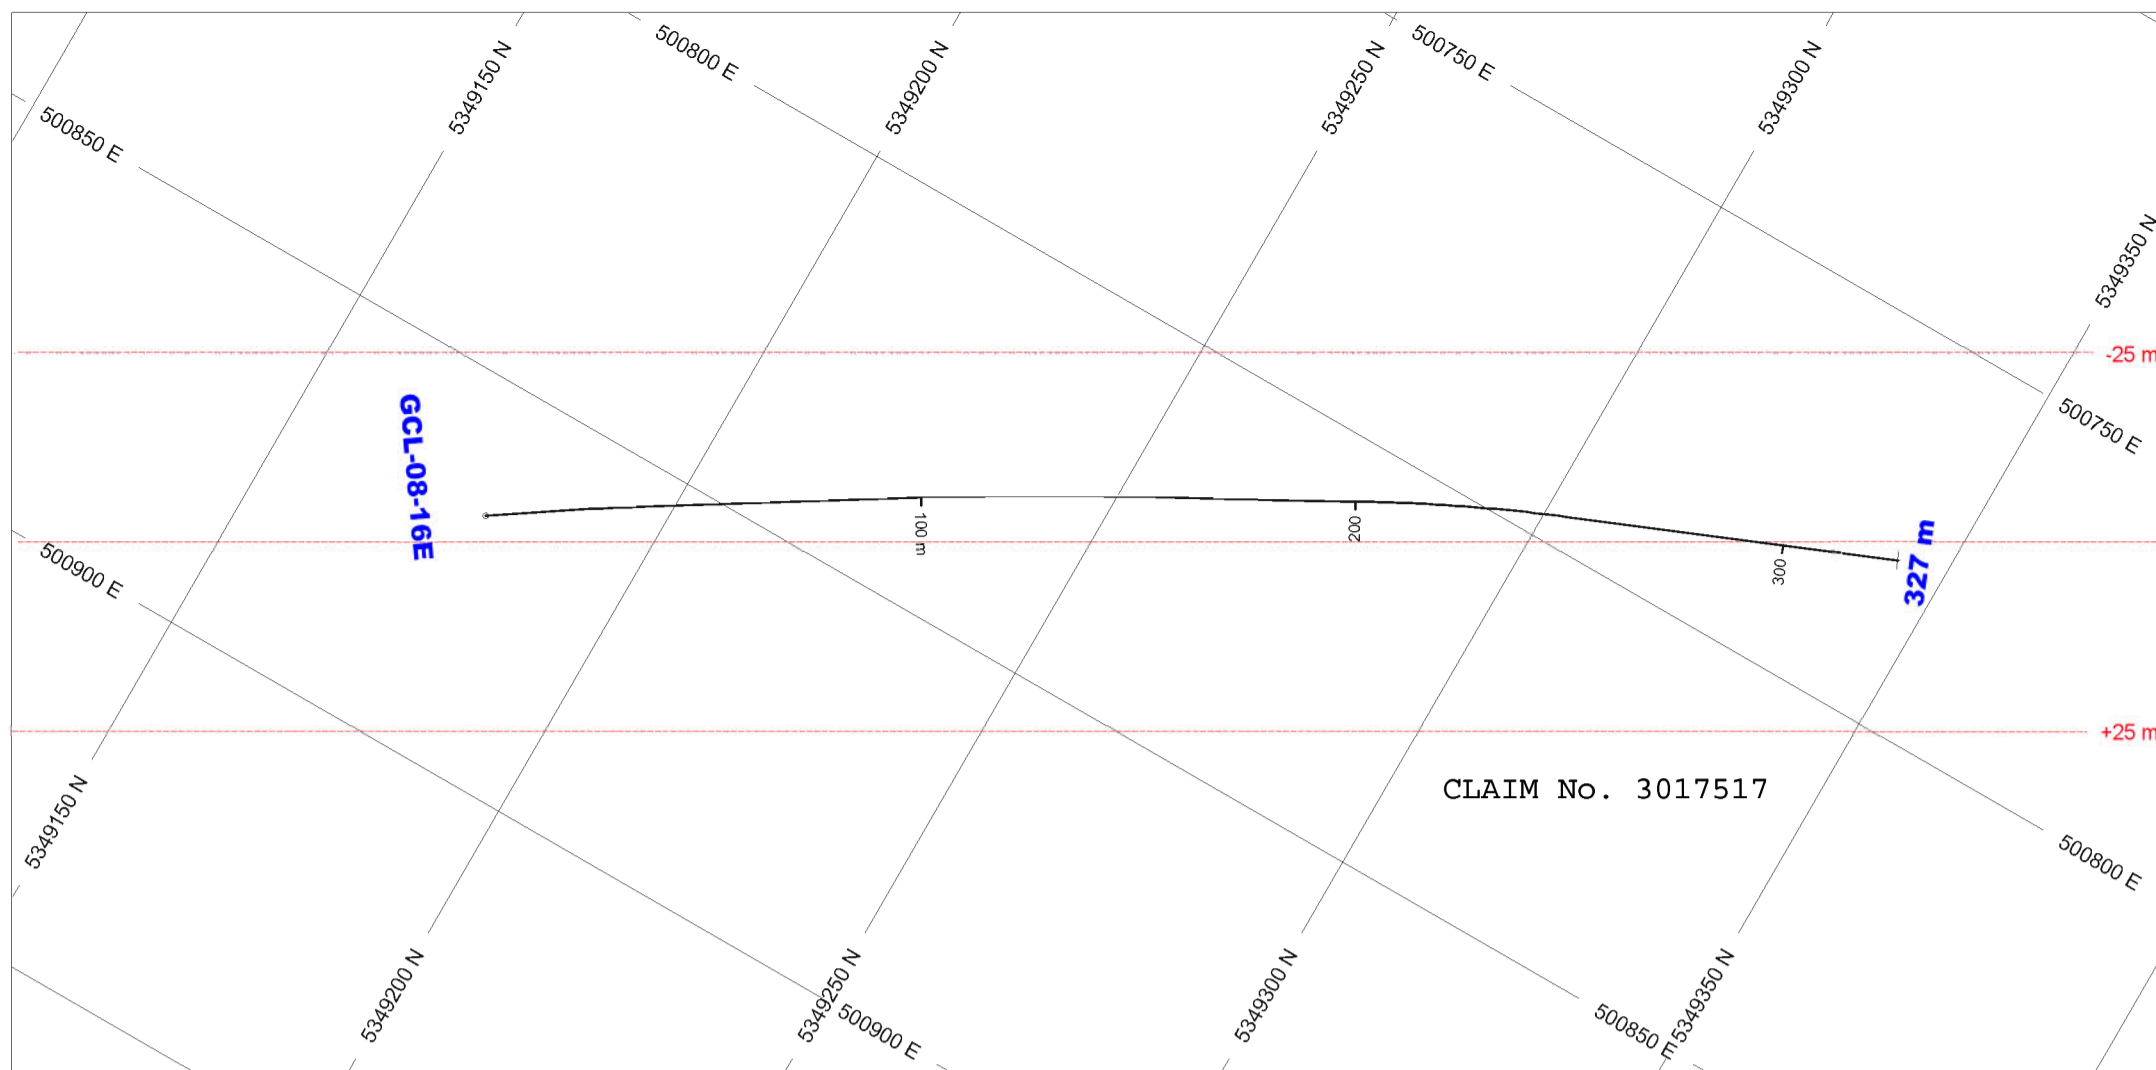 500800 E
500750 E
5349150 N
5349200 N
5349250 N
5349300 N
500850 E
5349350 N
-25 m
GCL-08-16E
500750 E
100 m
200
327 m
300
500900 E
+25 m
CLAIM No. 3017517
5349150 N
500800 E
5349200 N
5349250 N
5349300 N
5349350 N
500900 E
500850 E